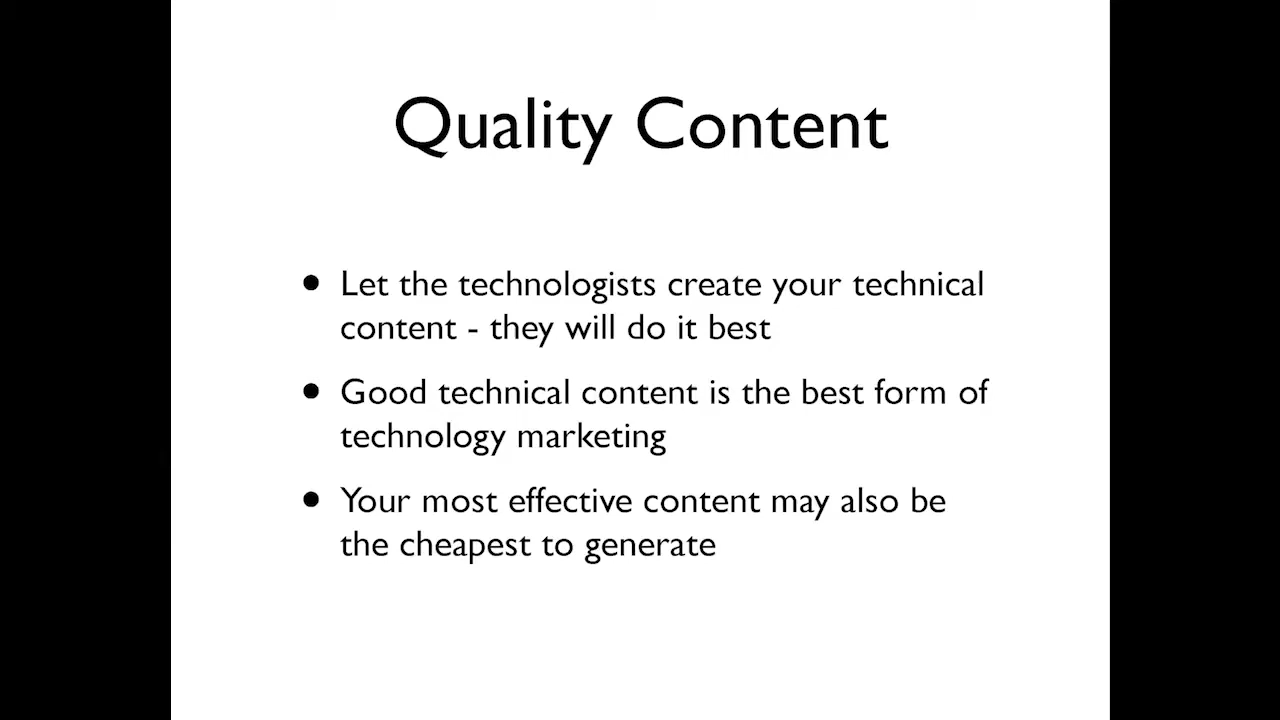 Quality Content
• Let the technologists create your technical
content - they will do it best
• Good technical content is the best form of
technology marketing
• Your most effective content may also be
the cheapest to generate